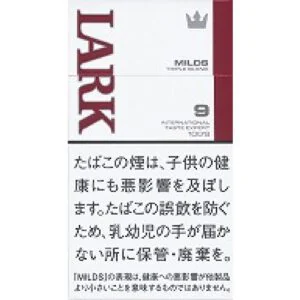 LARK
MILDS
TRIPLE BLEND
9
INTERNATIONAL
TASTE EXPERT
100'S
たばこの煙は、子供の健
康にも悪影響を及ぼし
ます。たばこの誤飲を防ぐ
ため、乳幼児の手が届か
ない所に保管・廃棄を。
「MILDS」の表現は、健康への悪影響が他製品
より小さいことを意味するものではありません。